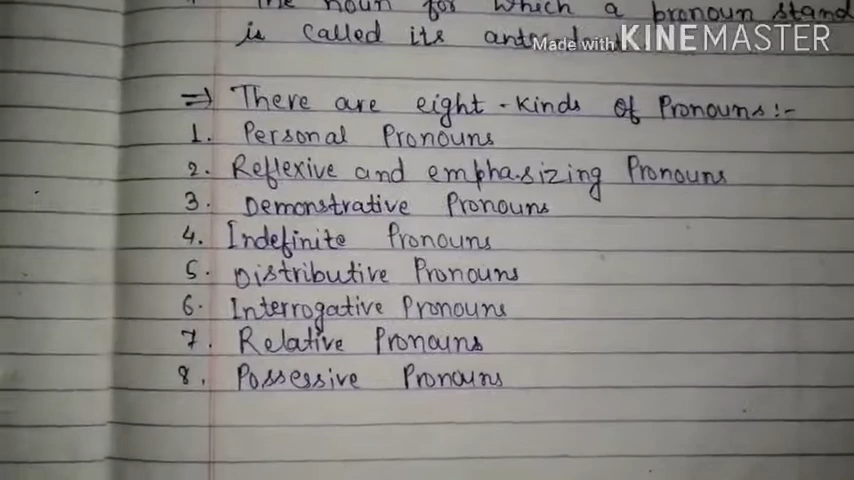 the noun for which a pronoun stand
is called its
Made with KINEMASTER
=> There are eight - kinds of Pronouns :-
1. Personal Pronouns
2. Reflexive and emphasizing Pronouns
3. Demonstrative Pronouns
4. Indefinite Pronouns
5. Distributive Pronouns
6. Interrogative Pronouns
7. Relative Pronouns
8. Possessive Pronouns